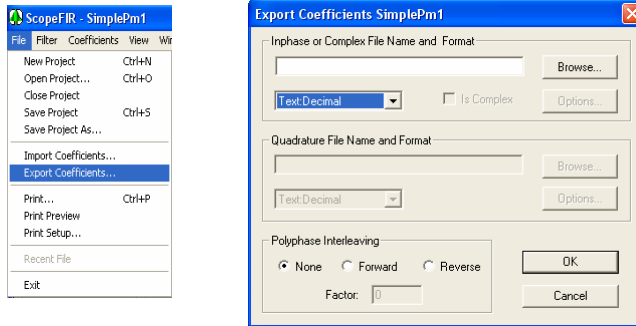 ScopeFIR - SimplePm1
File Filter Coefficients View Wi
New Project Ctrl+N
Open Project... Ctrl+O
Close Project
Save Project Ctrl+S
Save Project As...
Import Coefficients...
Export Coefficients...
Print... Ctrl+P
Print Preview
Print Setup...
Recent File
Exit
Export Coefficients SimplePm1
Inphase or Complex File Name and Format
Browse...
Text:Decimal Is Complex Options...
Quadrature File Name and Format
Browse...
Text:Decimal Options...
Polyphase Interleaving
None Forward Reverse
Factor: 0
OK
Cancel